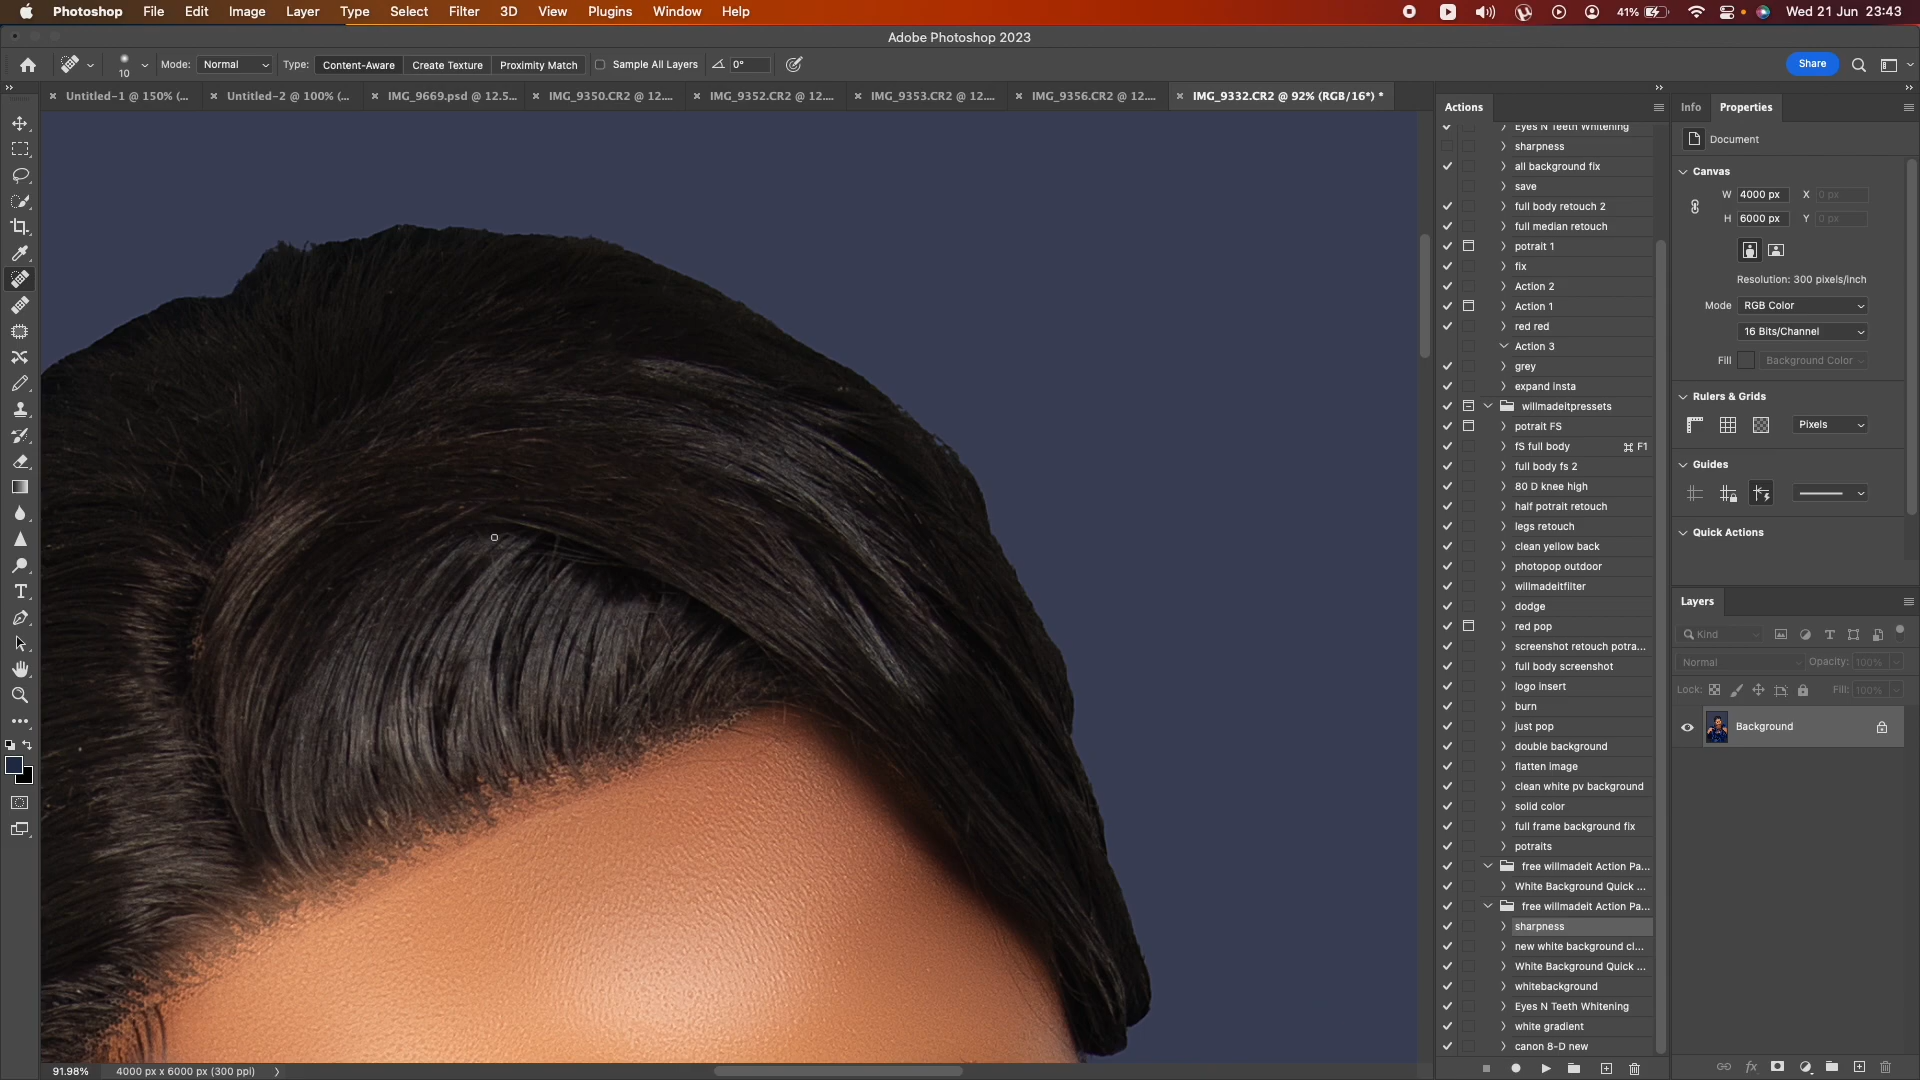 Photoshop File Edit Image Layer Type Select Filter 3D View Plugins Window Help 41% Wed 21 Jun 23:43
Adobe Photoshop 2023
10 Mode: Normal Type: Content-Aware Create Texture Proximity Match Sample All Layers 0° Share
Untitled-1 @ 150% (... Untitled-2 @ 100% (... IMG_9669.psd @ 12.5... IMG_9350.CR2 @ 12.... IMG_9352.CR2 @ 12.... IMG_9353.CR2 @ 12.... IMG_9356.CR2 @ 12.... IMG_9332.CR2 @ 92% (RGB/16*) *
Actions
Eyes N Teeth Whitening
sharpness
all background fix
save
full body retouch 2
full median retouch
potrait 1
fix
Action 2
Action 1
red red
Action 3
grey
expand insta
willmadeitpressets
potrait FS
fS full body ⌘ F1
full body fs 2
80 D knee high
half potrait retouch
legs retouch
clean yellow back
photopop outdoor
willmadeitfilter
dodge
red pop
screenshot retouch potra...
full body screenshot
logo insert
burn
just pop
double background
flatten image
clean white pv background
solid color
full frame background fix
potraits
free willmadeit Action Pa...
White Background Quick ...
free willmadeit Action Pa...
sharpness
new white background cl...
White Background Quick ...
whitebackground
Eyes N Teeth Whitening
white gradient
canon 8-D new
Info Properties
Document
Canvas
W 4000 px X 0 px
H 6000 px Y 0 px
Resolution: 300 pixels/inch
Mode RGB Color
16 Bits/Channel
Fill Background Color
Rulers & Grids
Pixels
Guides
Quick Actions
Layers
Kind
Normal Opacity: 100%
Lock: Fill: 100%
Background
91.98% 4000 px x 6000 px (300 ppi)